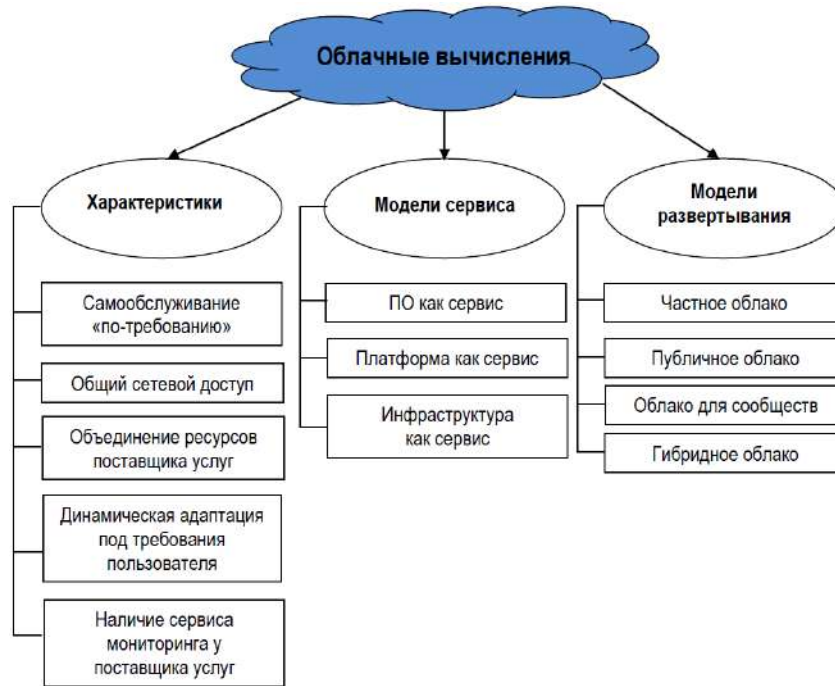 Облачные вычисления
Характеристики
Самообслуживание
«по-требованию»
Общий сетевой доступ
Объединение ресурсов
поставщика услуг
Динамическая адаптация
под требования
пользователя
Наличие сервиса
мониторинга у
поставщика услуг
Модели сервиса
ПО как сервис
Платформа как сервис
Инфраструктура
как сервис
Модели
развертывания
Частное облако
Публичное облако
Облако для сообществ
Гибридное облако